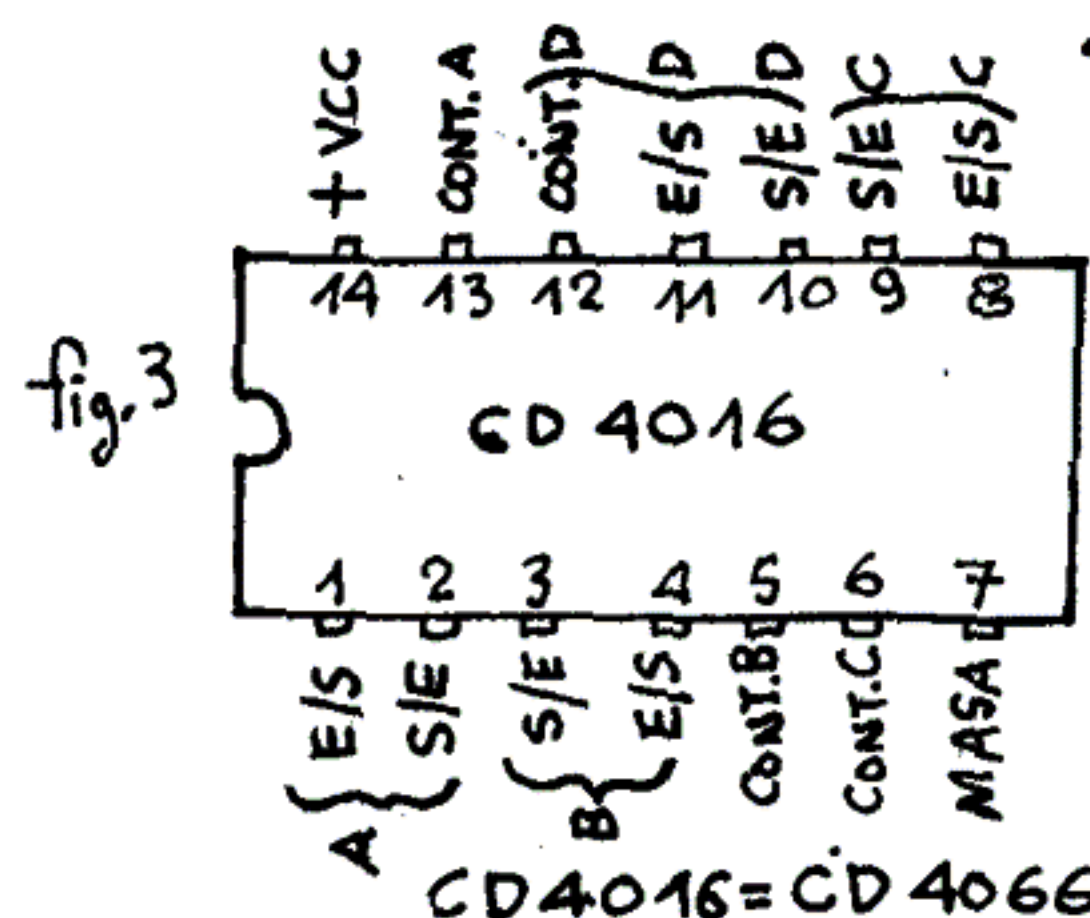 +VCC CONT.A CONT.D E/S D S/E D S/E C E/S C
14 13 12 11 10 9 8
fig.3
CD 4016
1 2 3 4 5 6 7
E/S S/E S/E E/S CONT.B CONT.C MASA
A B
CD4016=CD4066